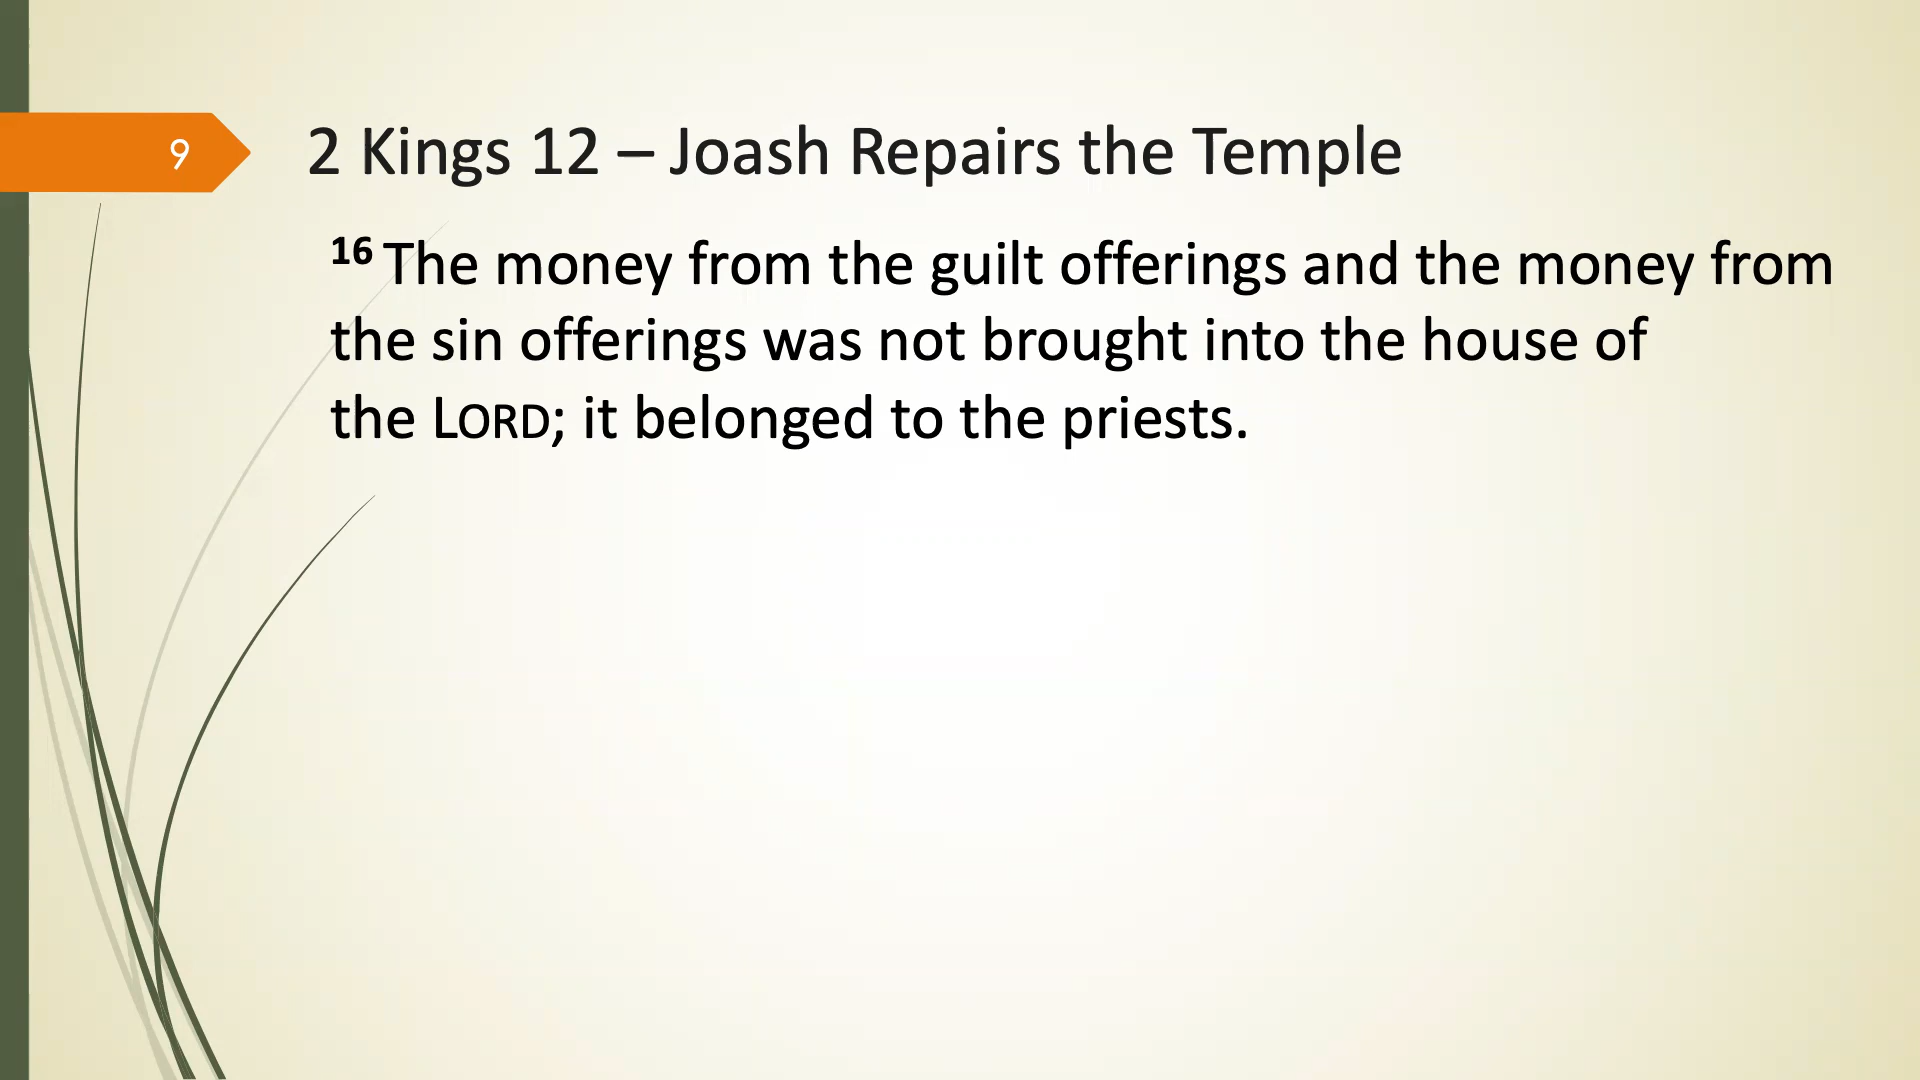 9
2 Kings 12 – Joash Repairs the Temple
16 The money from the guilt offerings and the money from
the sin offerings was not brought into the house of
the LORD; it belonged to the priests.